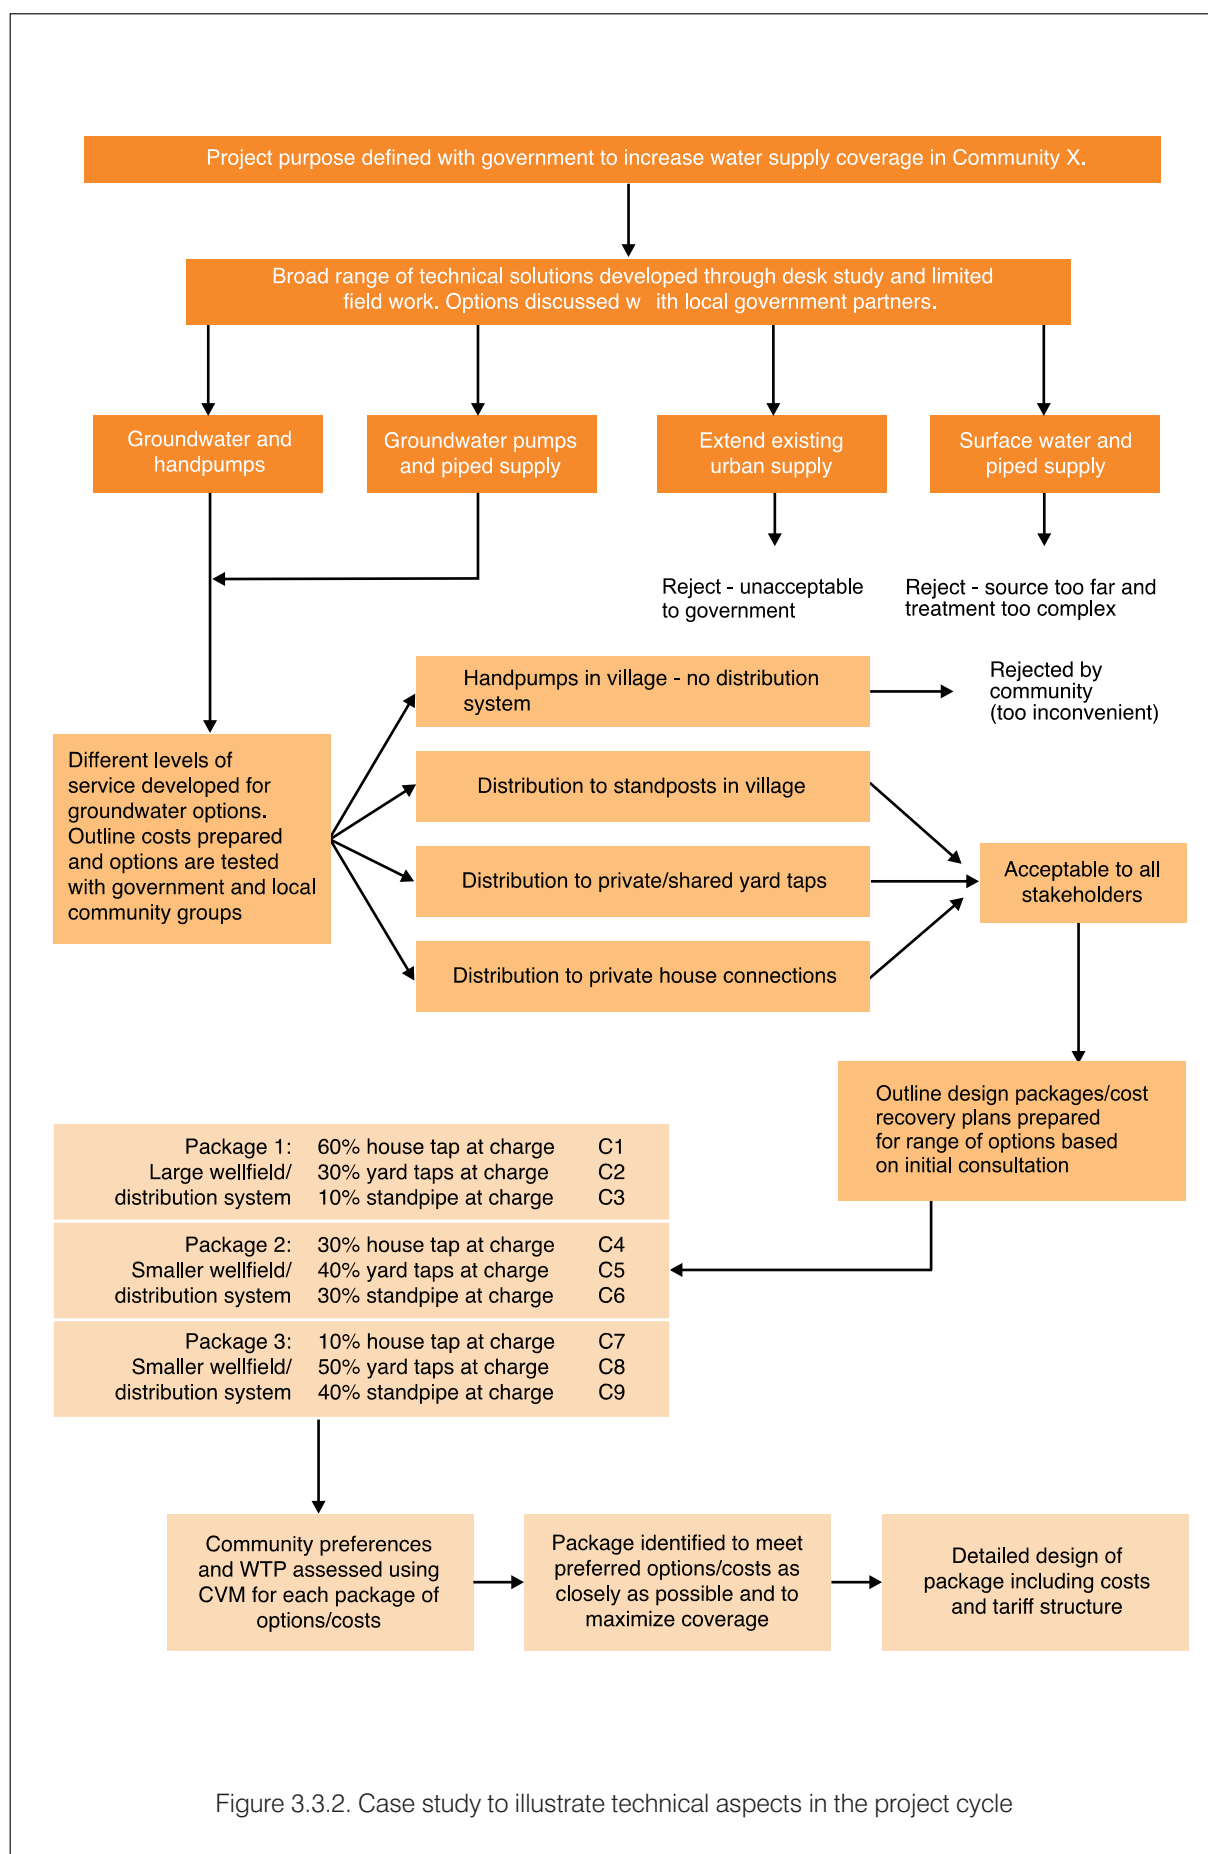 Project purpose defined with government to increase water supply coverage in Community X.
Broad range of technical solutions developed through desk study and limited
field work. Options discussed w ith local government partners.
Groundwater and
handpumps
Groundwater pumps
and piped supply
Extend existing
urban supply
Surface water and
piped supply
Reject - unacceptable
to government
Reject - source too far and
treatment too complex
Handpumps in village - no distribution
system
Rejected by
community
(too inconvenient)
Different levels of
service developed for
groundwater options.
Outline costs prepared
and options are tested
with government and local
community groups
Distribution to standposts in village
Distribution to private/shared yard taps
Distribution to private house connections
Acceptable to all
stakeholders
Outline design packages/cost
recovery plans prepared
for range of options based
on initial consultation
Package 1: 60% house tap at charge C1
Large wellfield/ 30% yard taps at charge C2
distribution system 10% standpipe at charge C3
Package 2: 30% house tap at charge C4
Smaller wellfield/ 40% yard taps at charge C5
distribution system 30% standpipe at charge C6
Package 3: 10% house tap at charge C7
Smaller wellfield/ 50% yard taps at charge C8
distribution system 40% standpipe at charge C9
Community preferences
and WTP assessed using
CVM for each package of
options/costs
Package identified to meet
preferred options/costs as
closely as possible and to
maximize coverage
Detailed design of
package including costs
and tariff structure
Figure 3.3.2. Case study to illustrate technical aspects in the project cycle